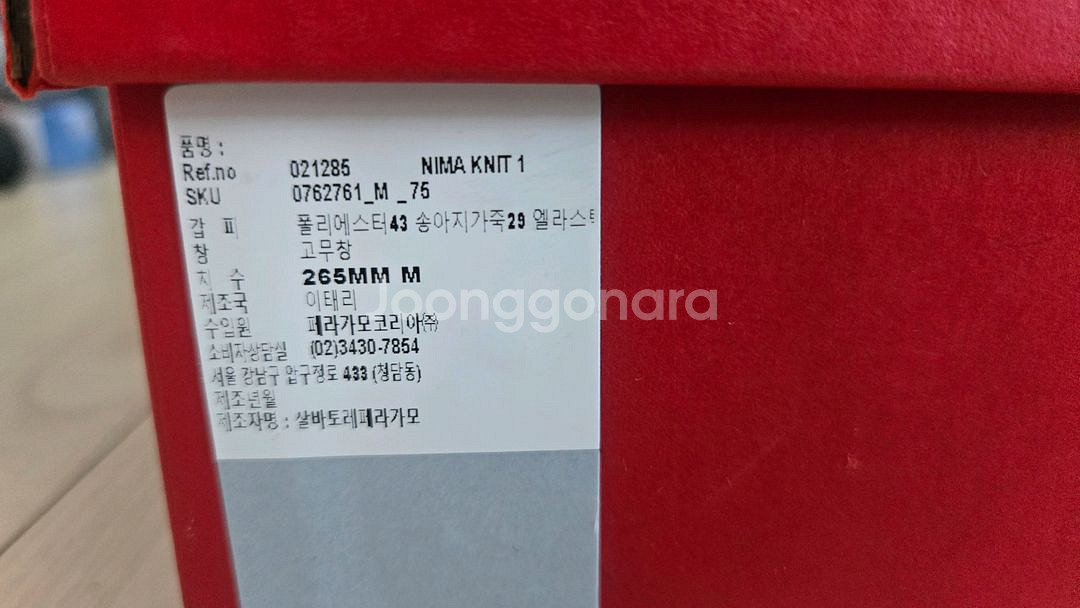 품명 :
Ref.no 021285 NIMA KNIT 1
SKU 0762761_M _75
갑 피 폴리에스터43 송아지가죽29 엘라스
창 고무창
치 수 265MM M
제조국 이태리
수입원 페라가모코리아㈜
소비자상담실 (02)3430-7854
서울 강남구 압구정로 433 (청담동)
제조년월
제조자명 : 살바토레페라가모
Joonggonara